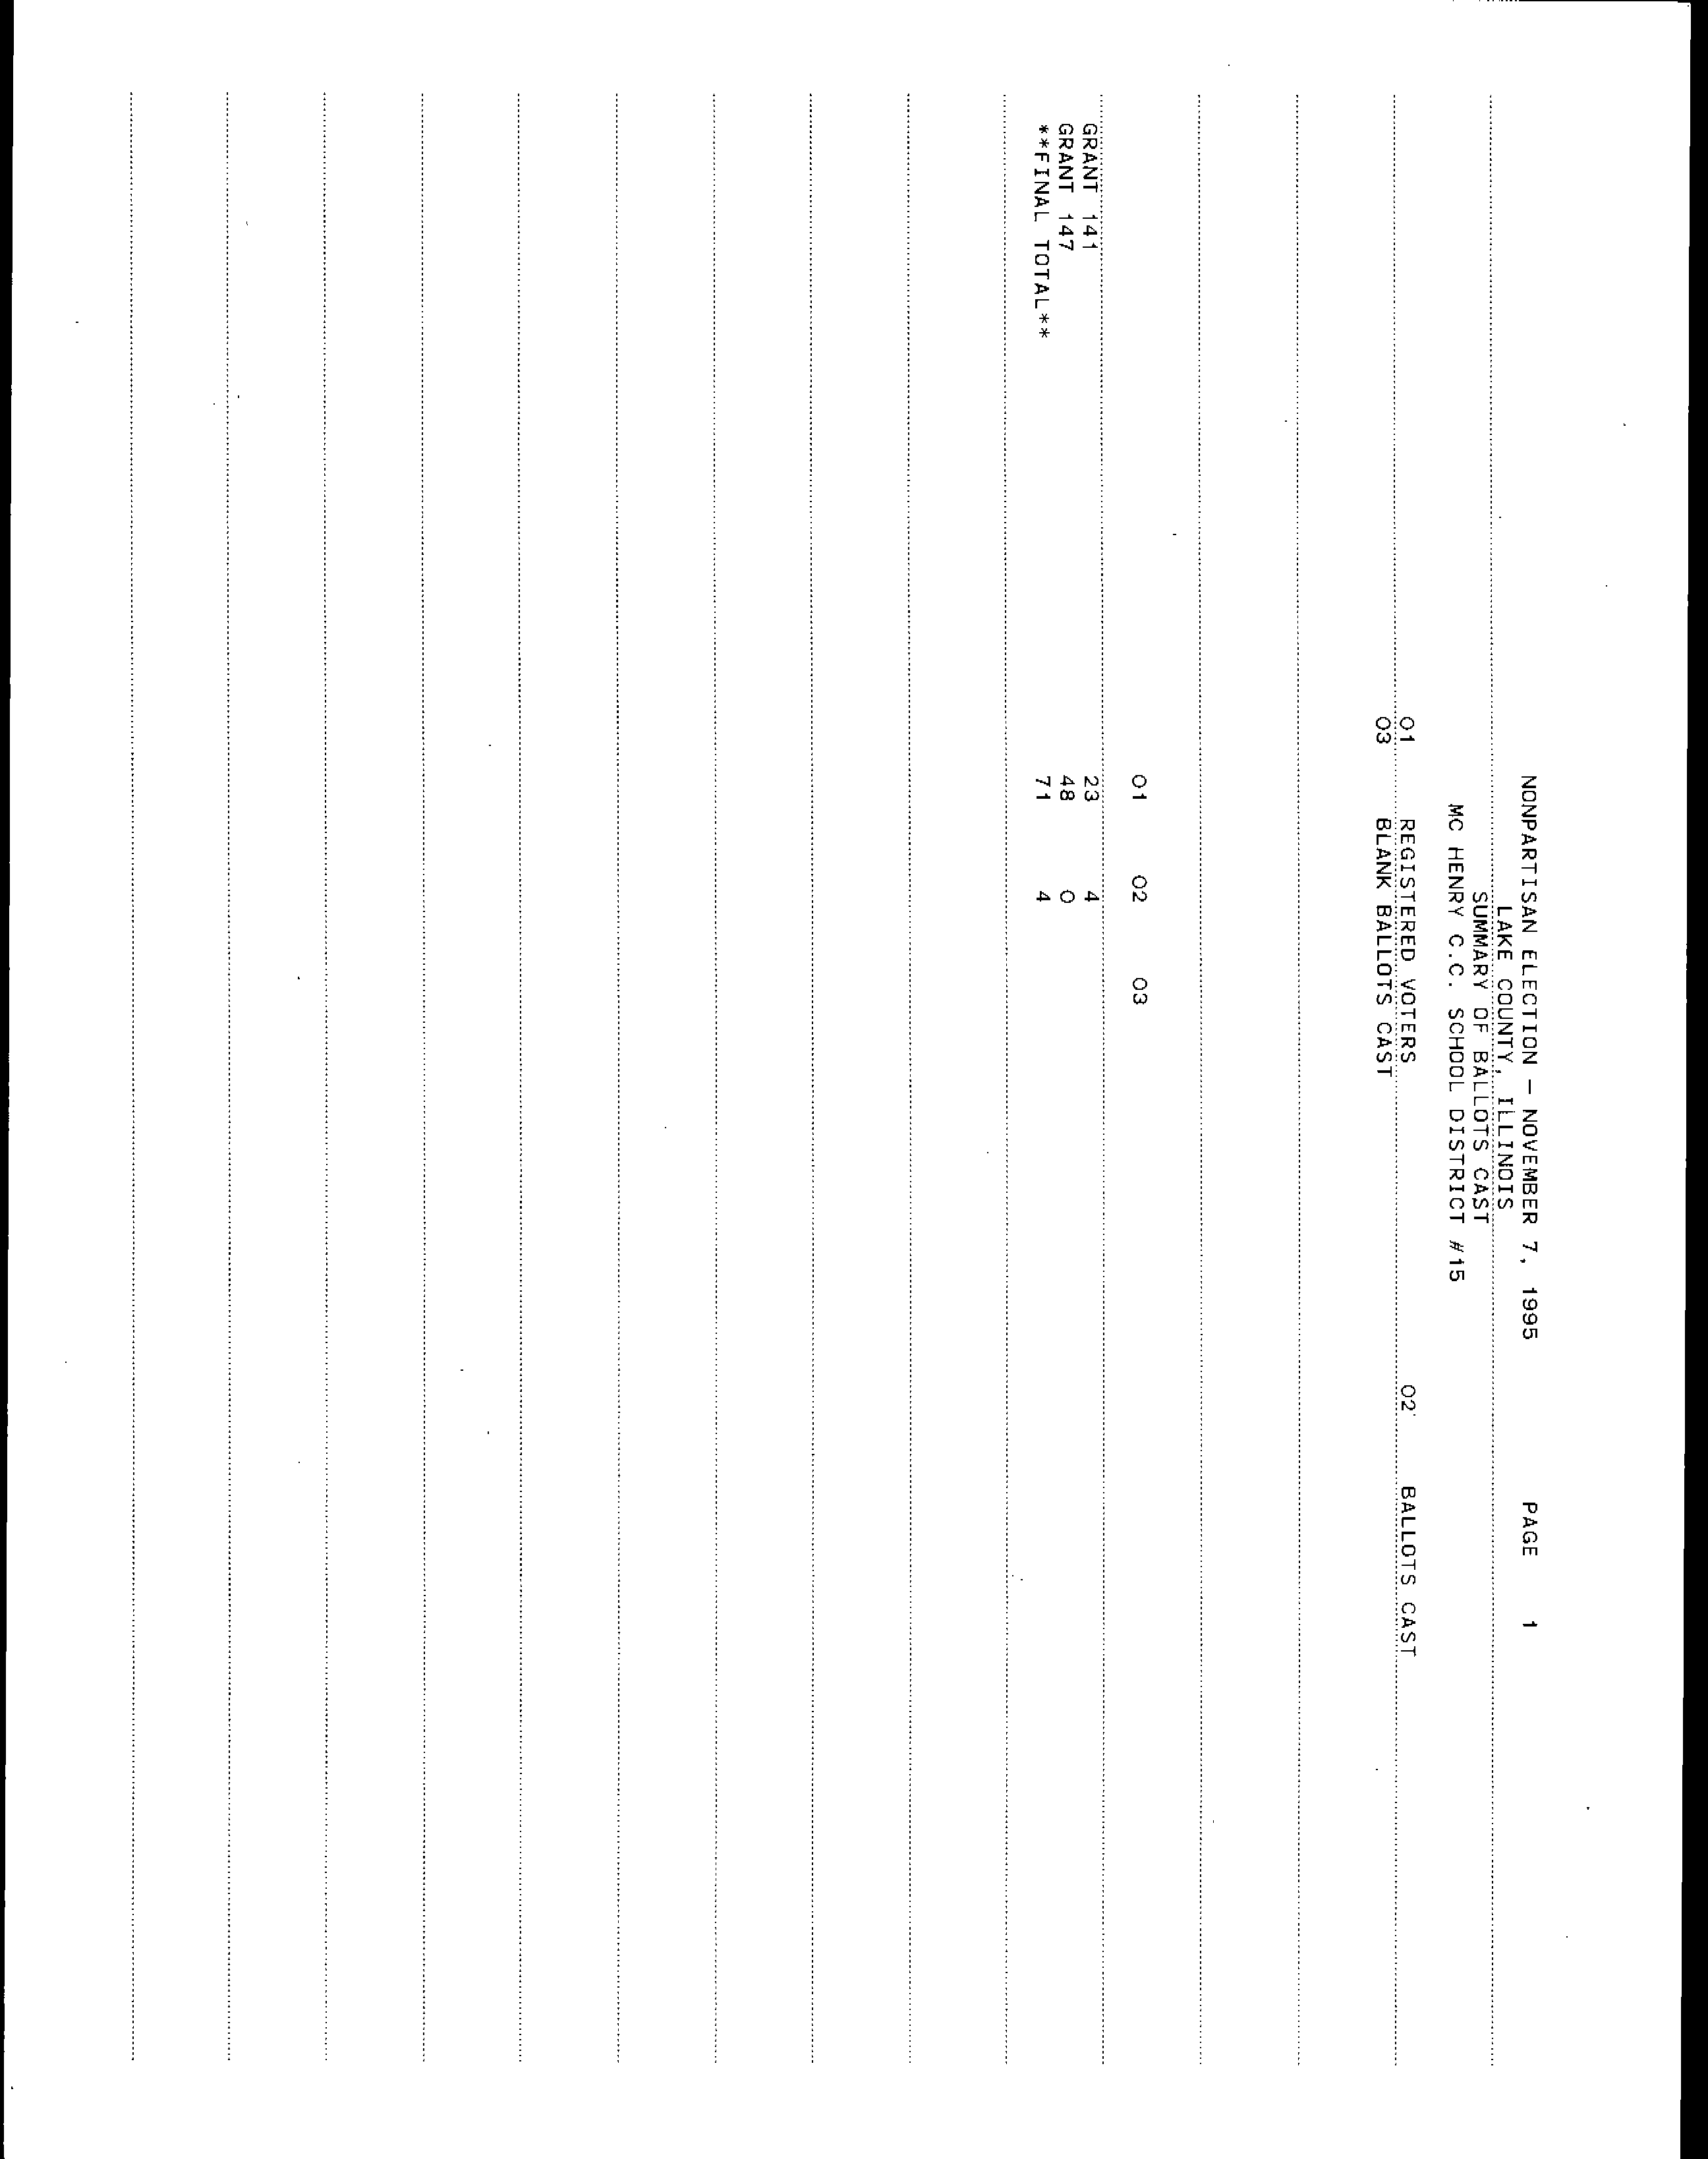 NONPARTISAN ELECTION - NOVEMBER 7, 1995 PAGE 1
LAKE COUNTY, ILLINOIS
SUMMARY OF BALLOTS CAST
MC HENRY C.C. SCHOOL DISTRICT #15
01 REGISTERED VOTERS 02 BALLOTS CAST
03 BLANK BALLOTS CAST
01 02 03
GRANT 141 23 4
GRANT 147 48 0
**FINAL TOTAL** 71 4